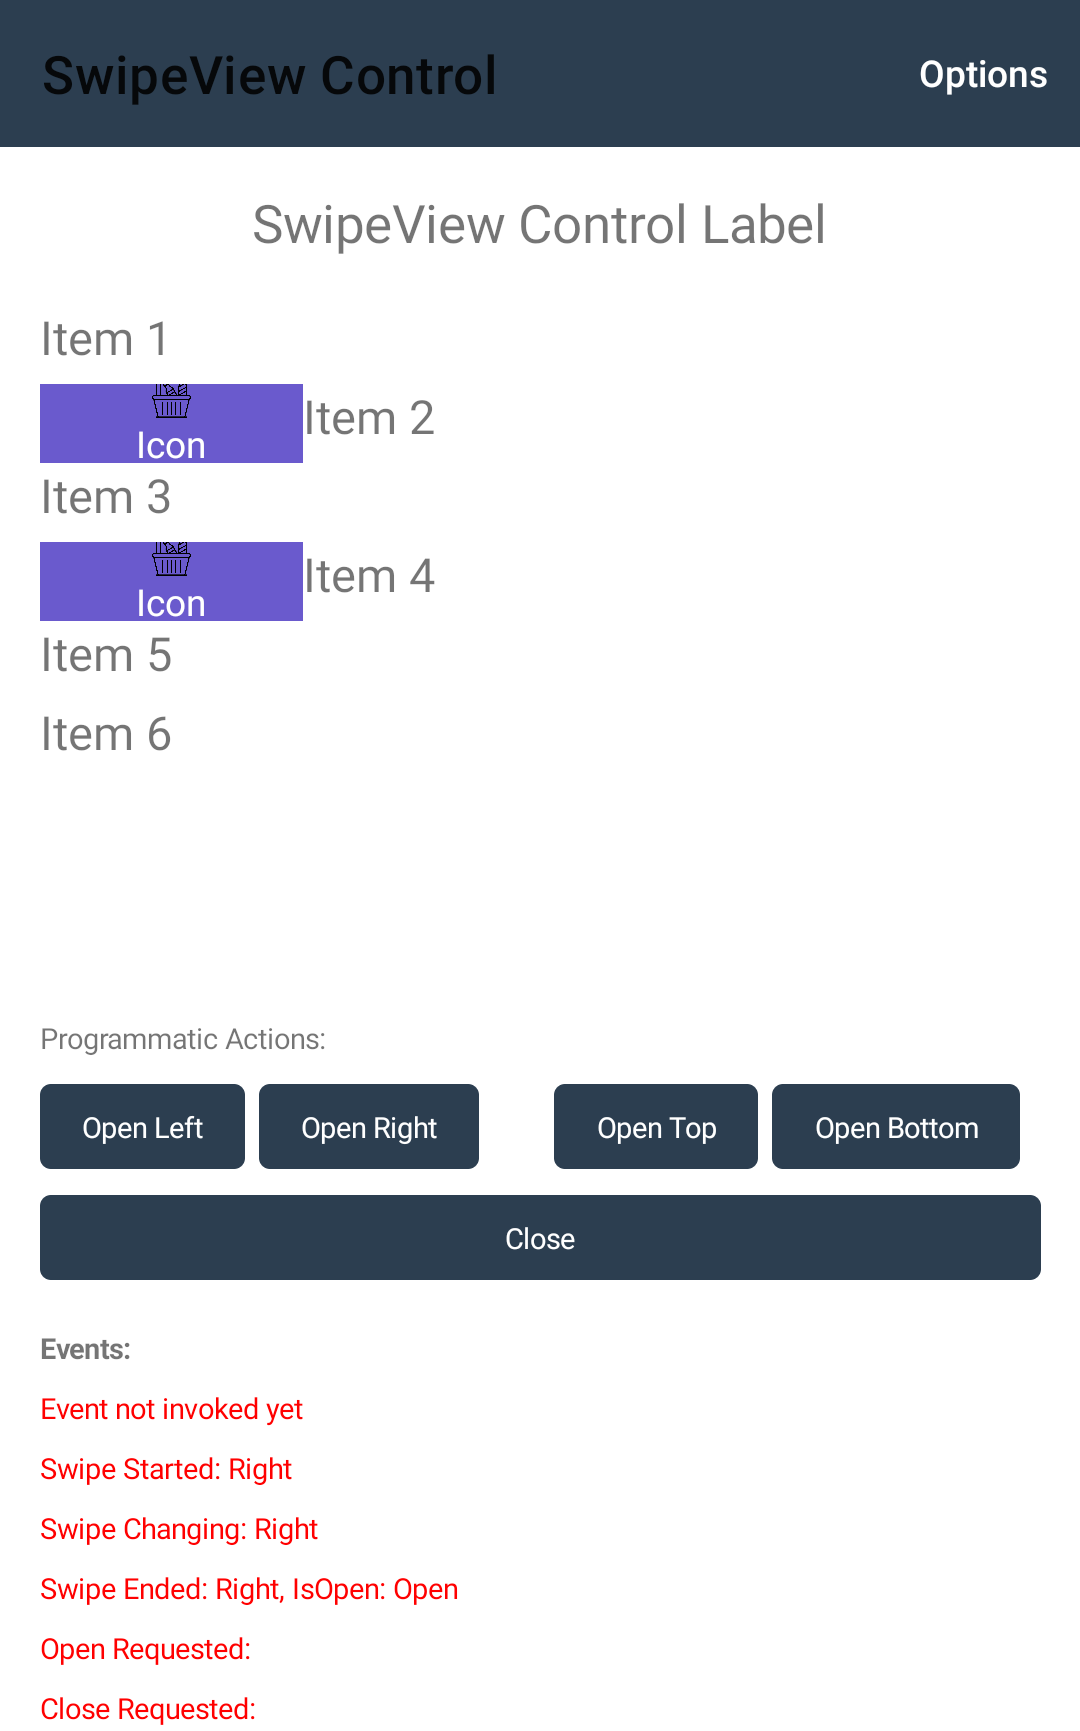 SwipeView Control
Options
SwipeView Control Label
Item 1
Icon
Item 2
Item 3
Icon
Item 4
Item 5
Item 6
Programmatic Actions:
Open Left
Open Right
Open Top
Open Bottom
Close
Events:
Event not invoked yet
Swipe Started: Right
Swipe Changing: Right
Swipe Ended: Right, IsOpen: Open
Open Requested:
Close Requested: